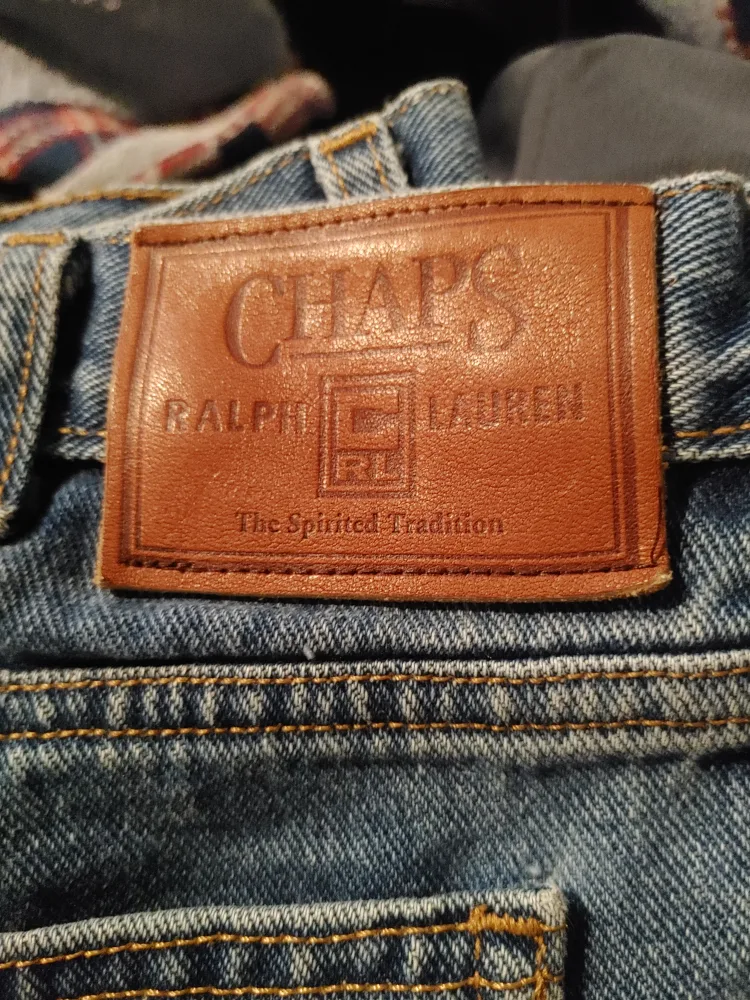 CHAPS
RALPH LAUREN
C
RL
The Spirited Tradition